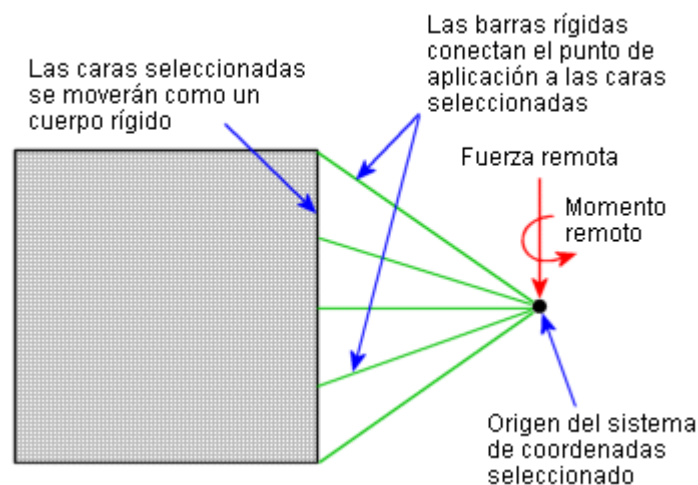 Las caras seleccionadas
se moverán como un
cuerpo rígido
Las barras rígidas
conectan el punto de
aplicación a las caras
seleccionadas
Fuerza remota
Momento
remoto
Origen del sistema
de coordenadas
seleccionado